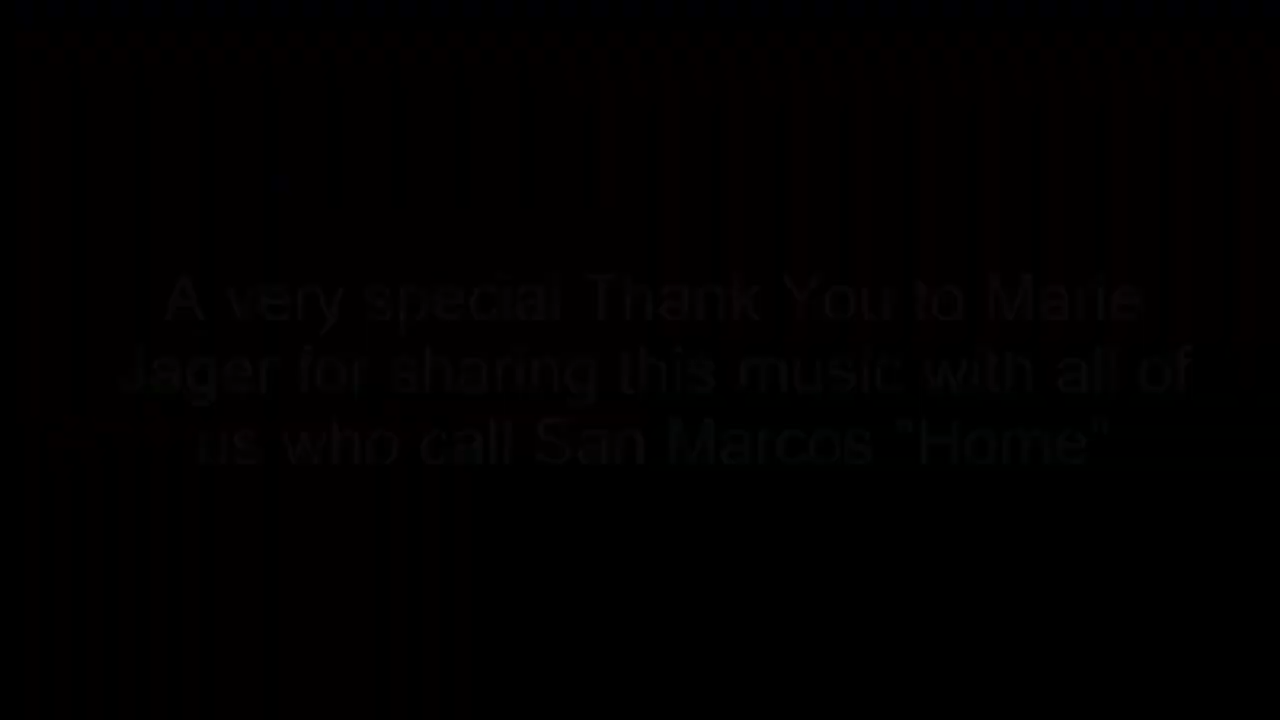 A very special Thank You to Marie
Jager for sharing this music with all of
us who call San Marcos "Home"